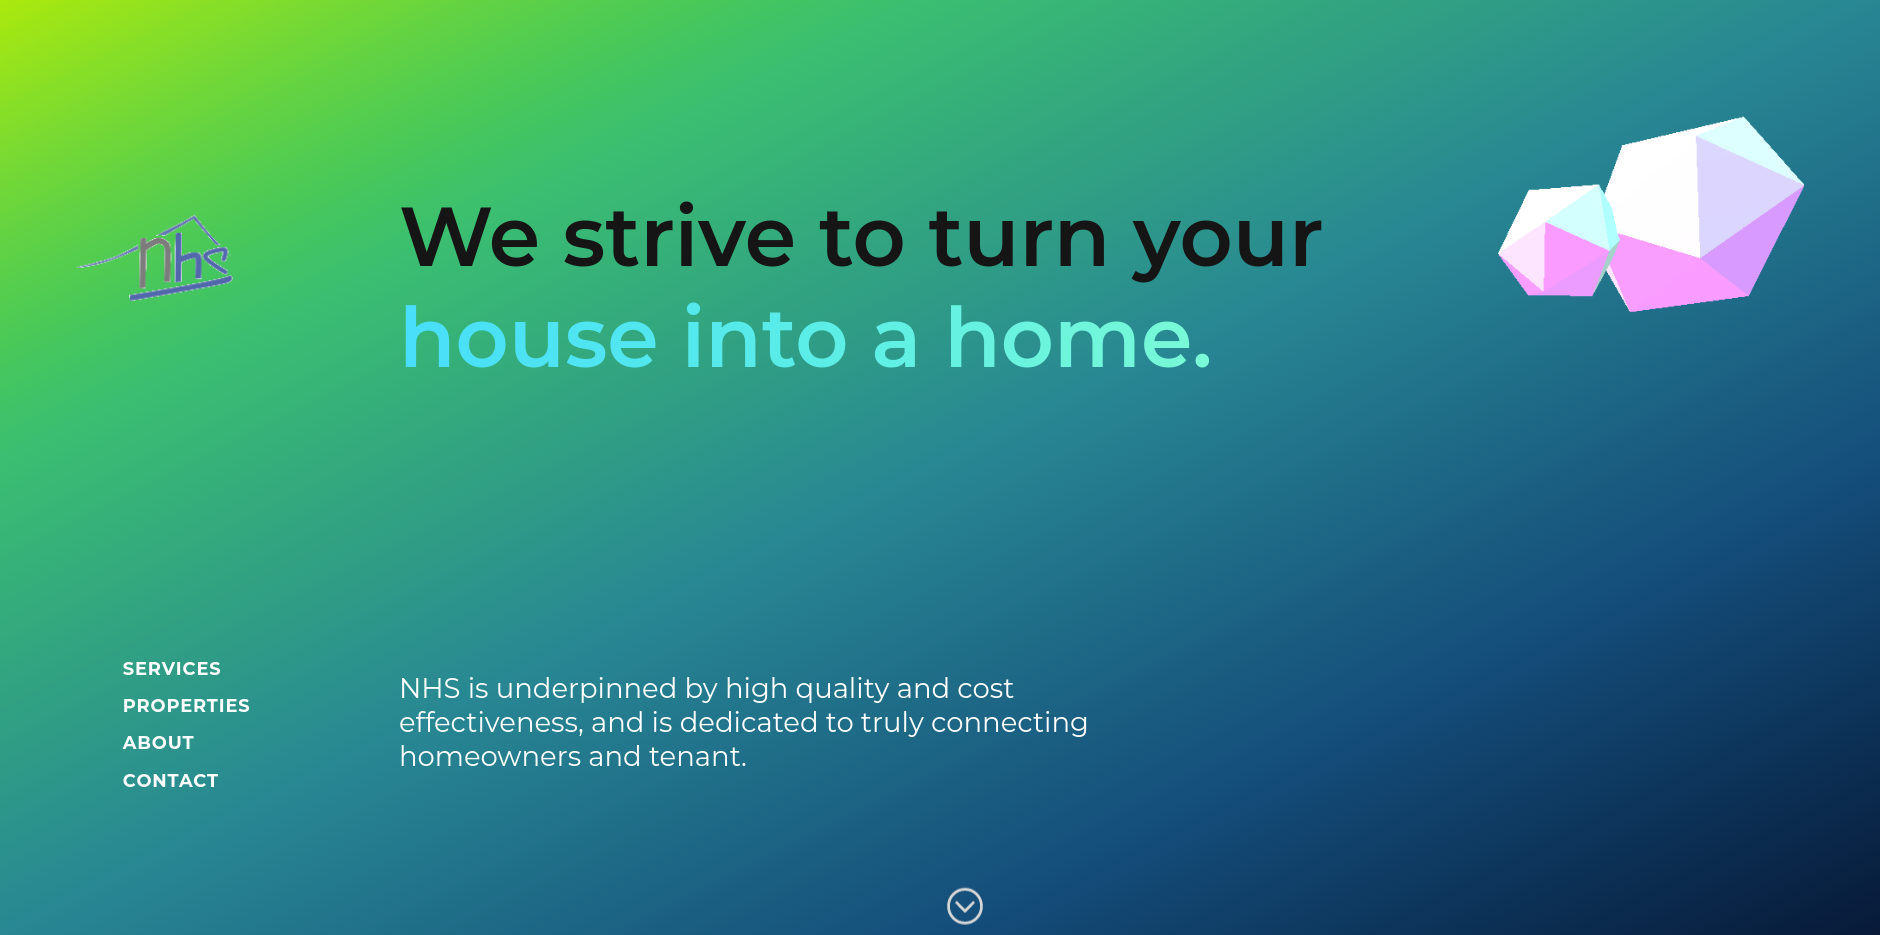 nhs
We strive to turn your
house into a home.
SERVICES
PROPERTIES
ABOUT
CONTACT
NHS is underpinned by high quality and cost
effectiveness, and is dedicated to truly connecting
homeowners and tenant.